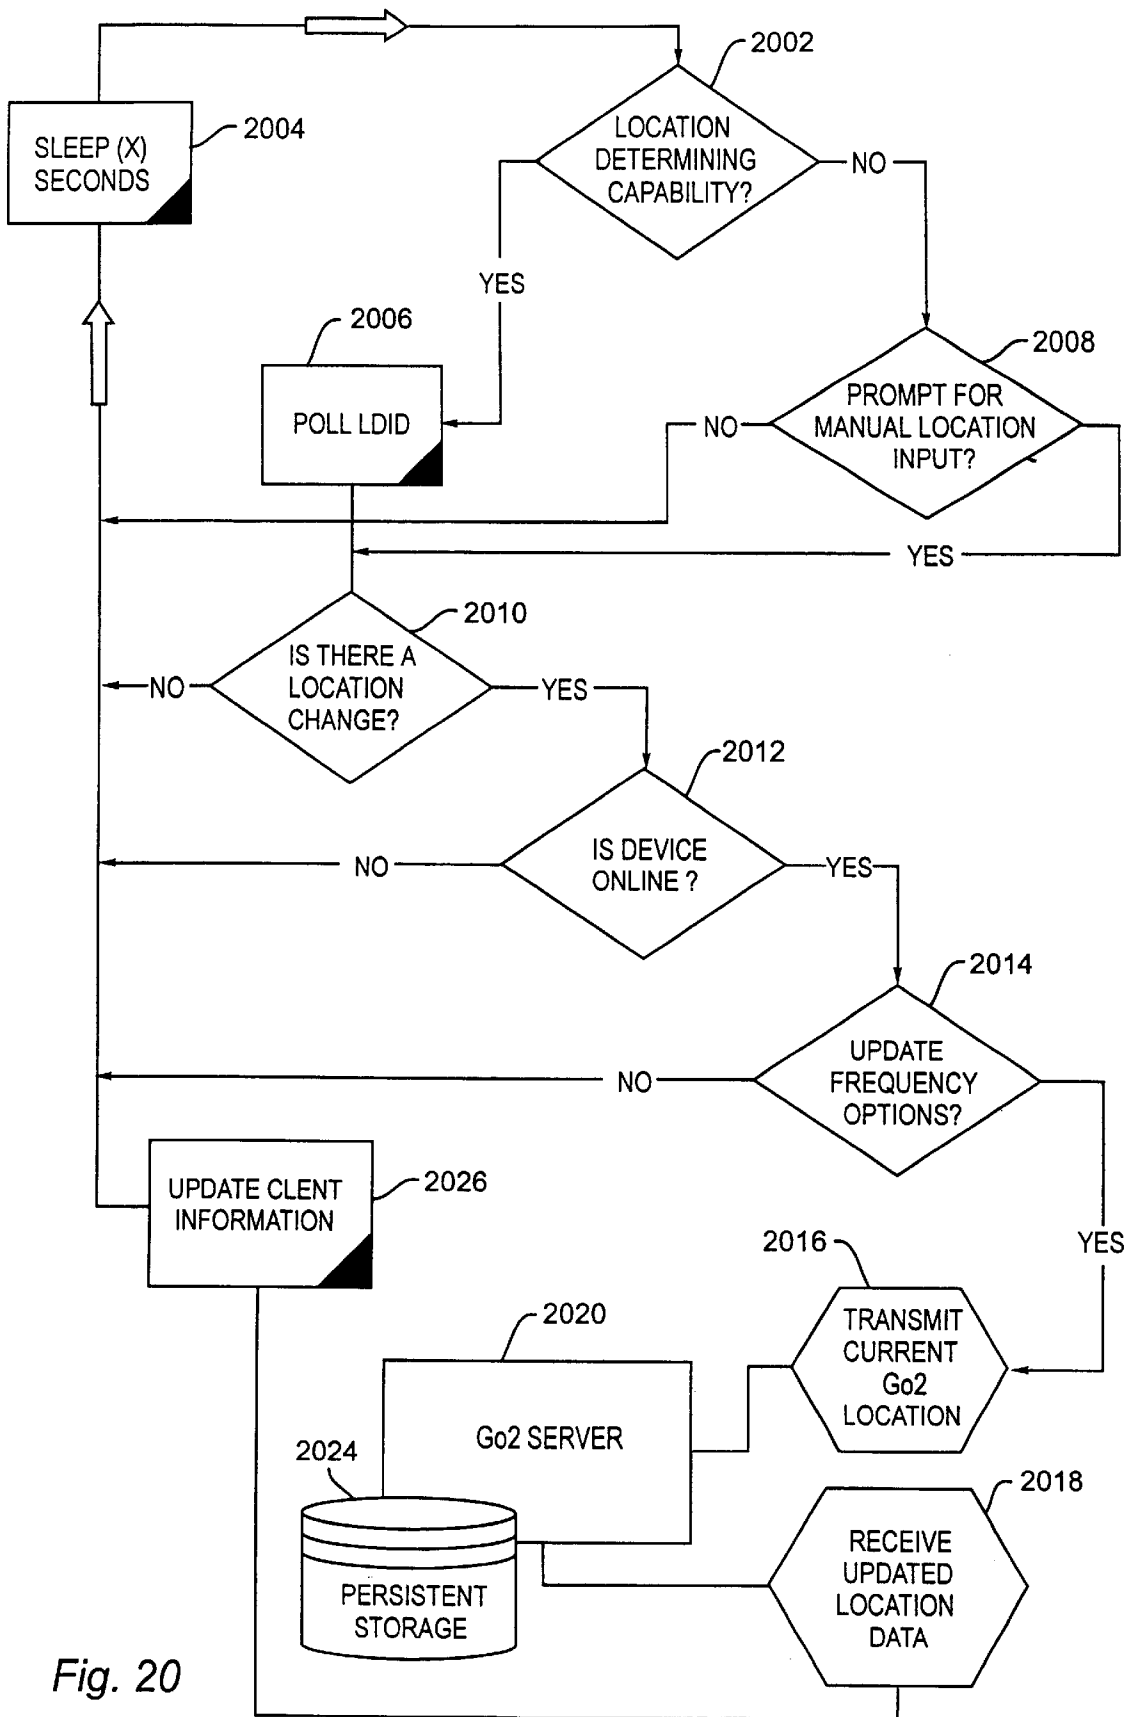 2002
LOCATION
DETERMINING
CAPABILITY?
2004
SLEEP (X)
SECONDS
NO
YES
2006
POLL LDID
2008
PROMPT FOR
MANUAL LOCATION
INPUT?
NO
YES
2010
IS THERE A
LOCATION
CHANGE?
NO
YES
2012
IS DEVICE
ONLINE ?
NO
YES
2014
UPDATE
FREQUENCY
OPTIONS?
NO
YES
2026
UPDATE CLENT
INFORMATION
2016
TRANSMIT
CURRENT
Go2
LOCATION
2020
Go2 SERVER
2024
PERSISTENT
STORAGE
2018
RECEIVE
UPDATED
LOCATION
DATA
Fig. 20